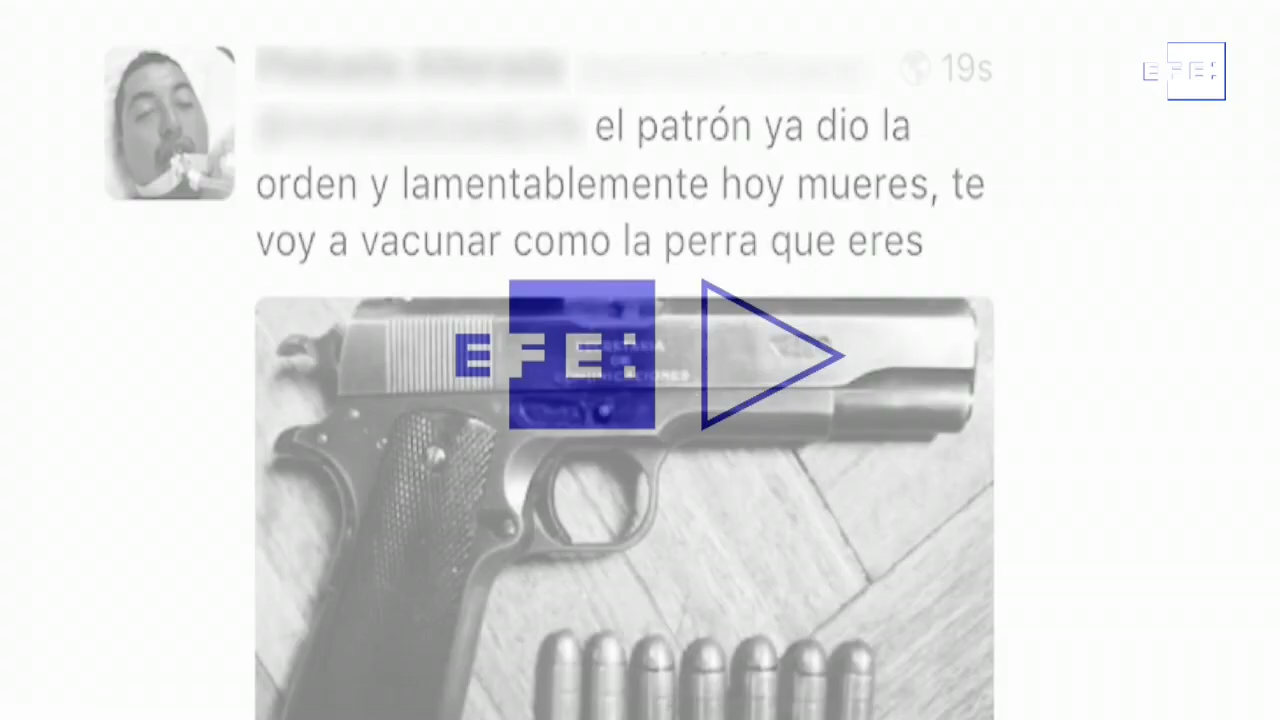 EFE:
19s
el patrón ya dio la
orden y lamentablemente hoy mueres, te
voy a vacunar como la perra que eres
EFE: